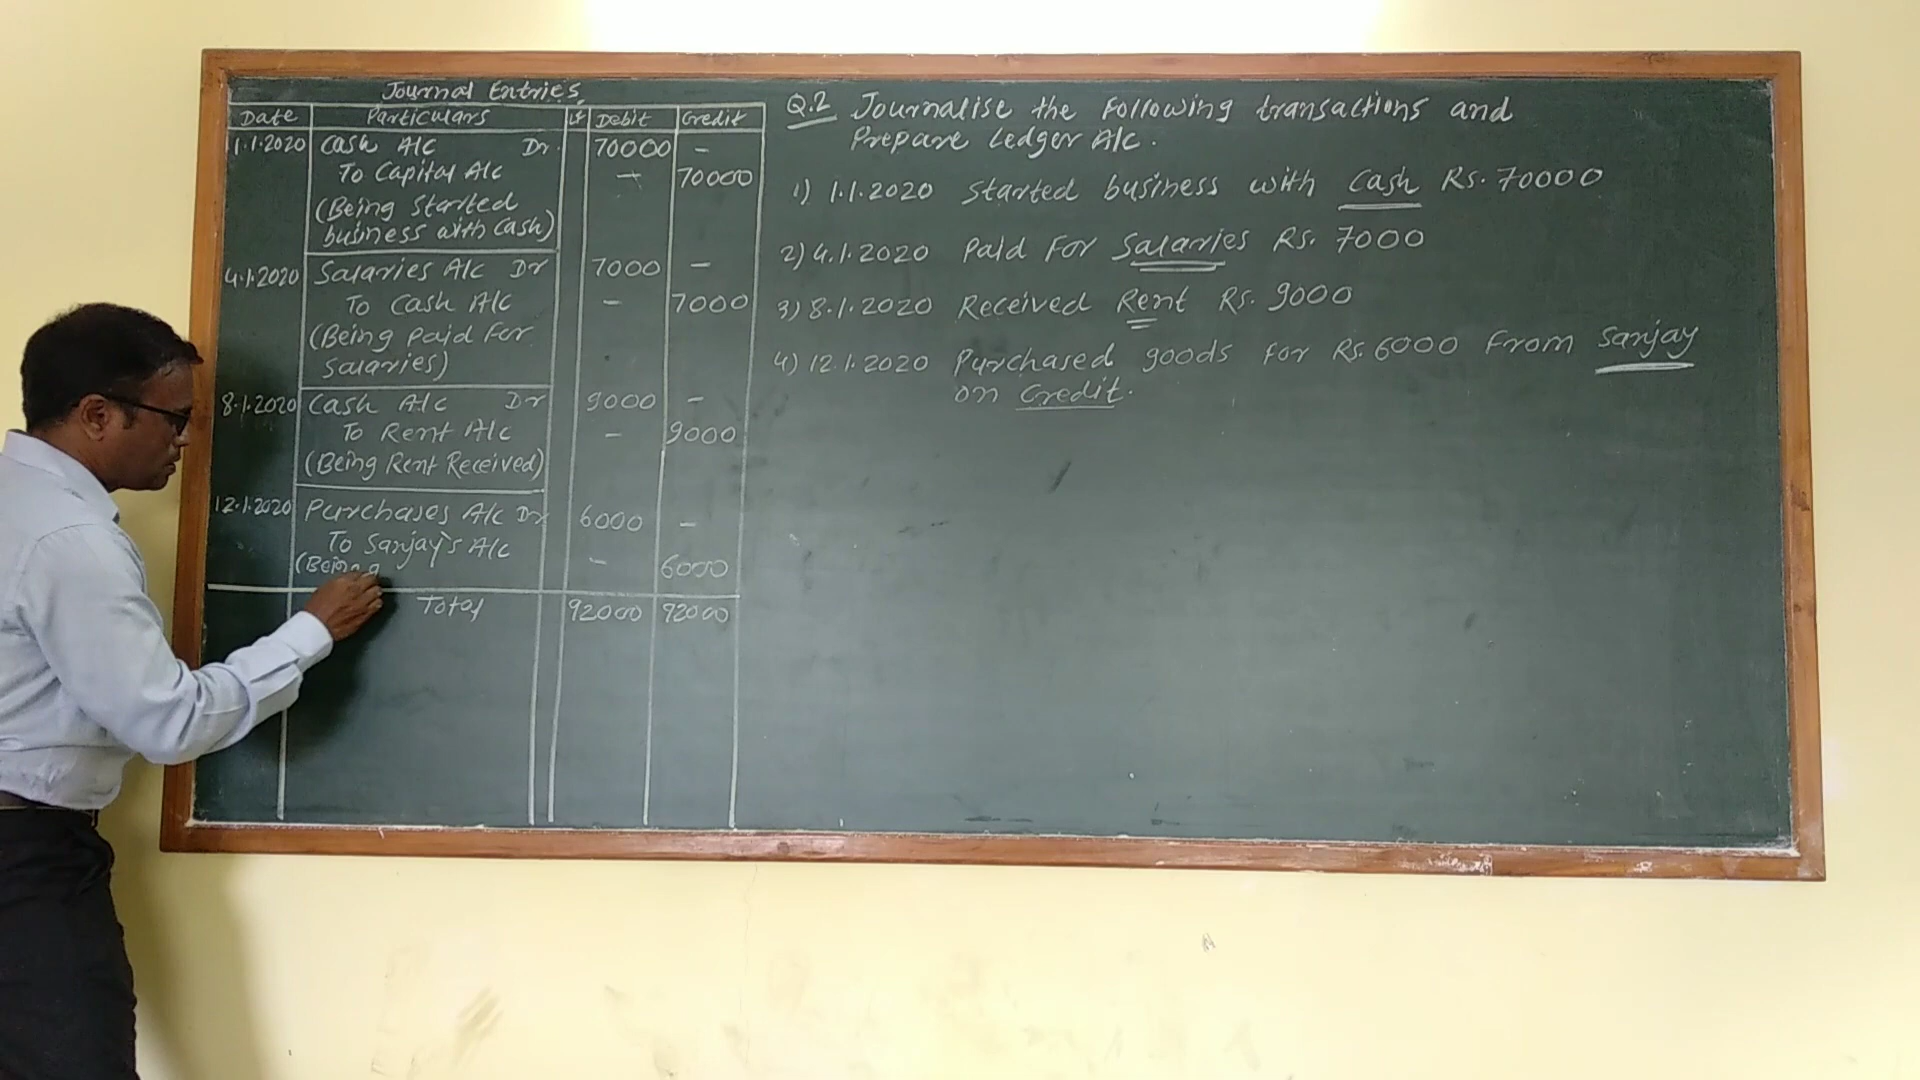 Journal Entries
Date Particulars LF Debit Credit
1.1.2020 Cash A/c Dr. 70000 -
To Capital A/c - 70000
(Being Started
business with cash)
4.1.2020 Salaries A/c Dr 7000 -
To Cash A/c - 7000
(Being paid for
salaries)
8.1.2020 Cash A/c Dr 9000 -
To Rent A/c - 9000
(Being Rent Received)
12.1.2020 Purchases A/c Dr 6000 -
To Sanjay's A/c
(Being - 6000
Total 92000 92000
Q.2 Journalise the following transactions and
Prepare Ledger A/c.
1) 1.1.2020 Started business with Cash Rs. 70000
2) 4.1.2020 Paid For Salaries Rs. 7000
3) 8.1.2020 Received Rent Rs. 9000
4) 12.1.2020 Purchased goods for Rs. 6000 From Sanjay
on Credit.